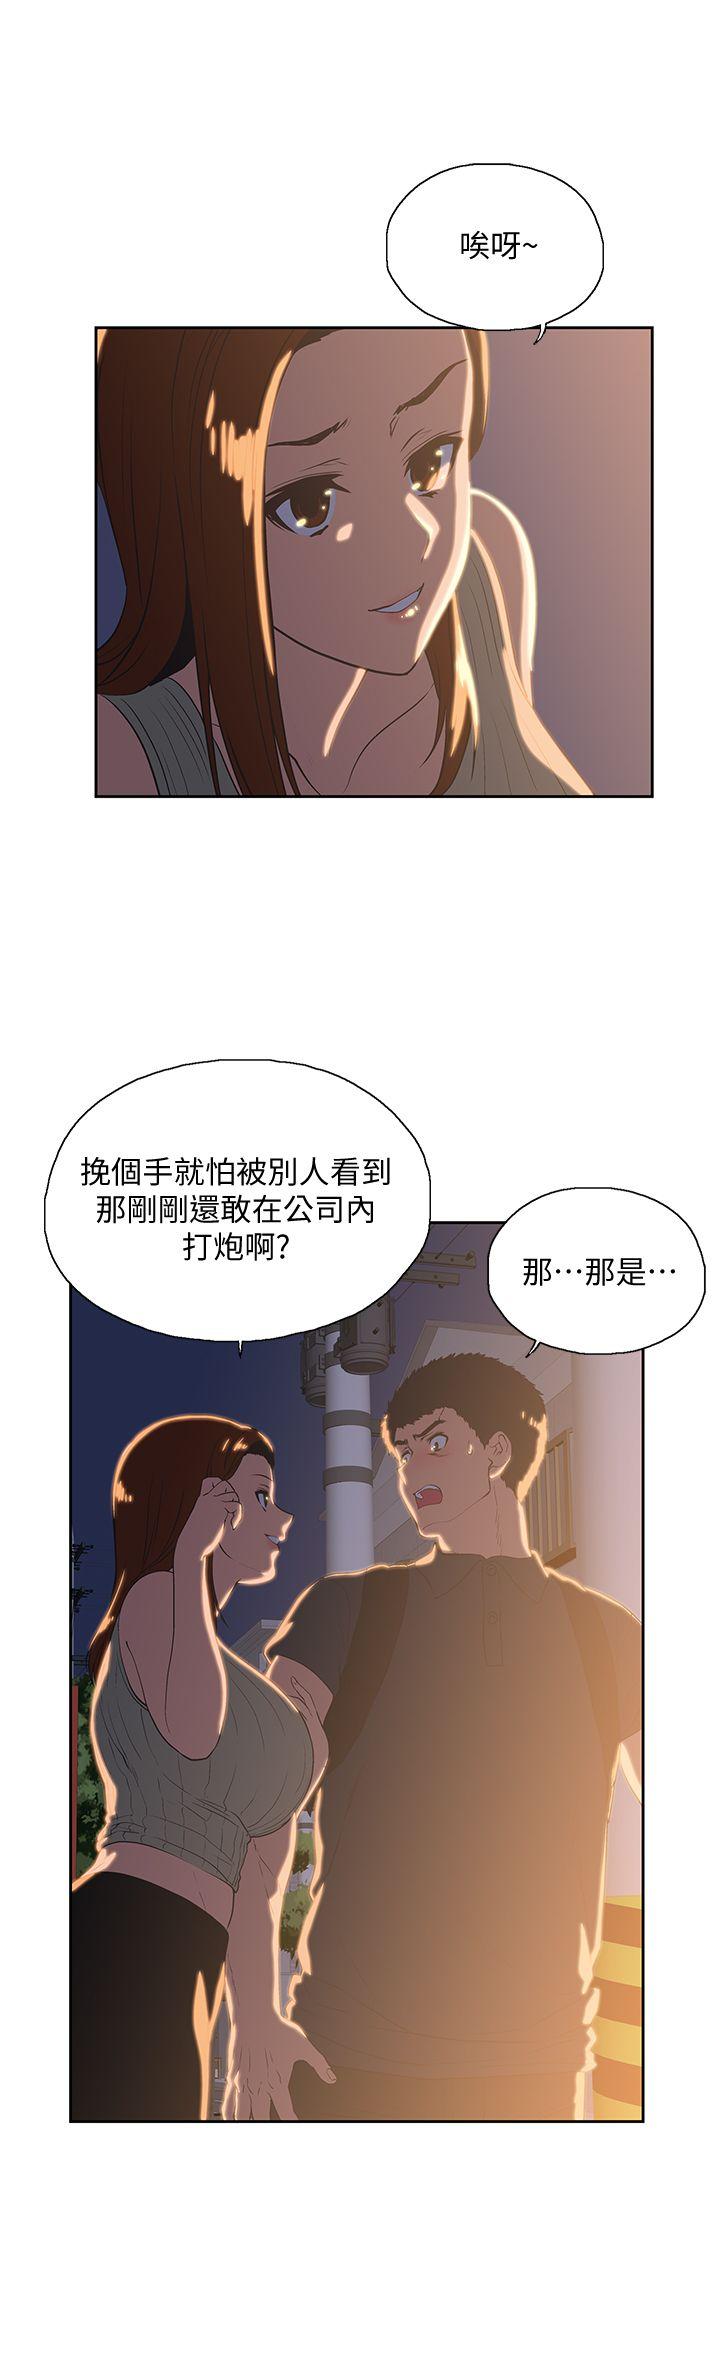 唉呀~
挽個手就怕被別人看到
那剛剛還敢在公司內
打炮啊?
那⋯那是⋯